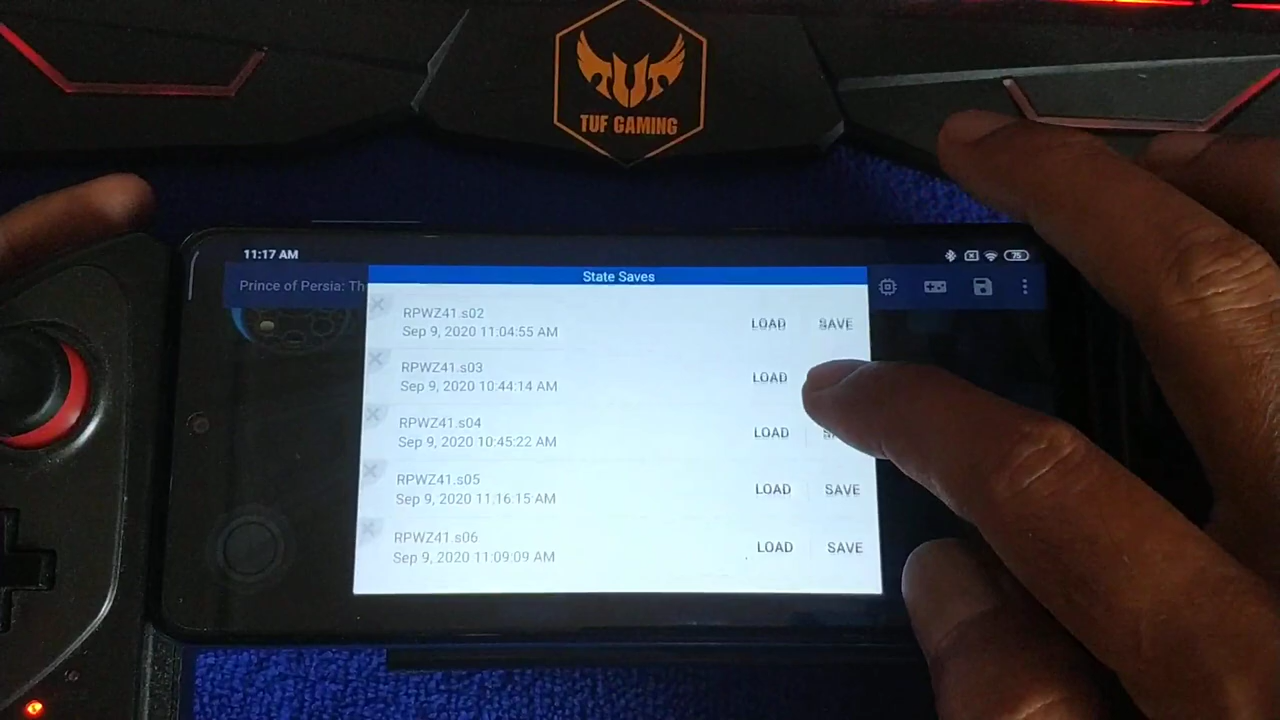 TUF GAMING
11:17 AM
75
Prince of Persia: Th
State Saves
RPWZ41.s02
Sep 9, 2020 11:04:55 AM
LOAD SAVE
RPWZ41.s03
Sep 9, 2020 10:44:14 AM
LOAD
RPWZ41.s04
Sep 9, 2020 10:45:22 AM
LOAD
RPWZ41.s05
Sep 9, 2020 11:16:15 AM
LOAD SAVE
RPWZ41.s06
Sep 9, 2020 11:09:09 AM
LOAD SAVE